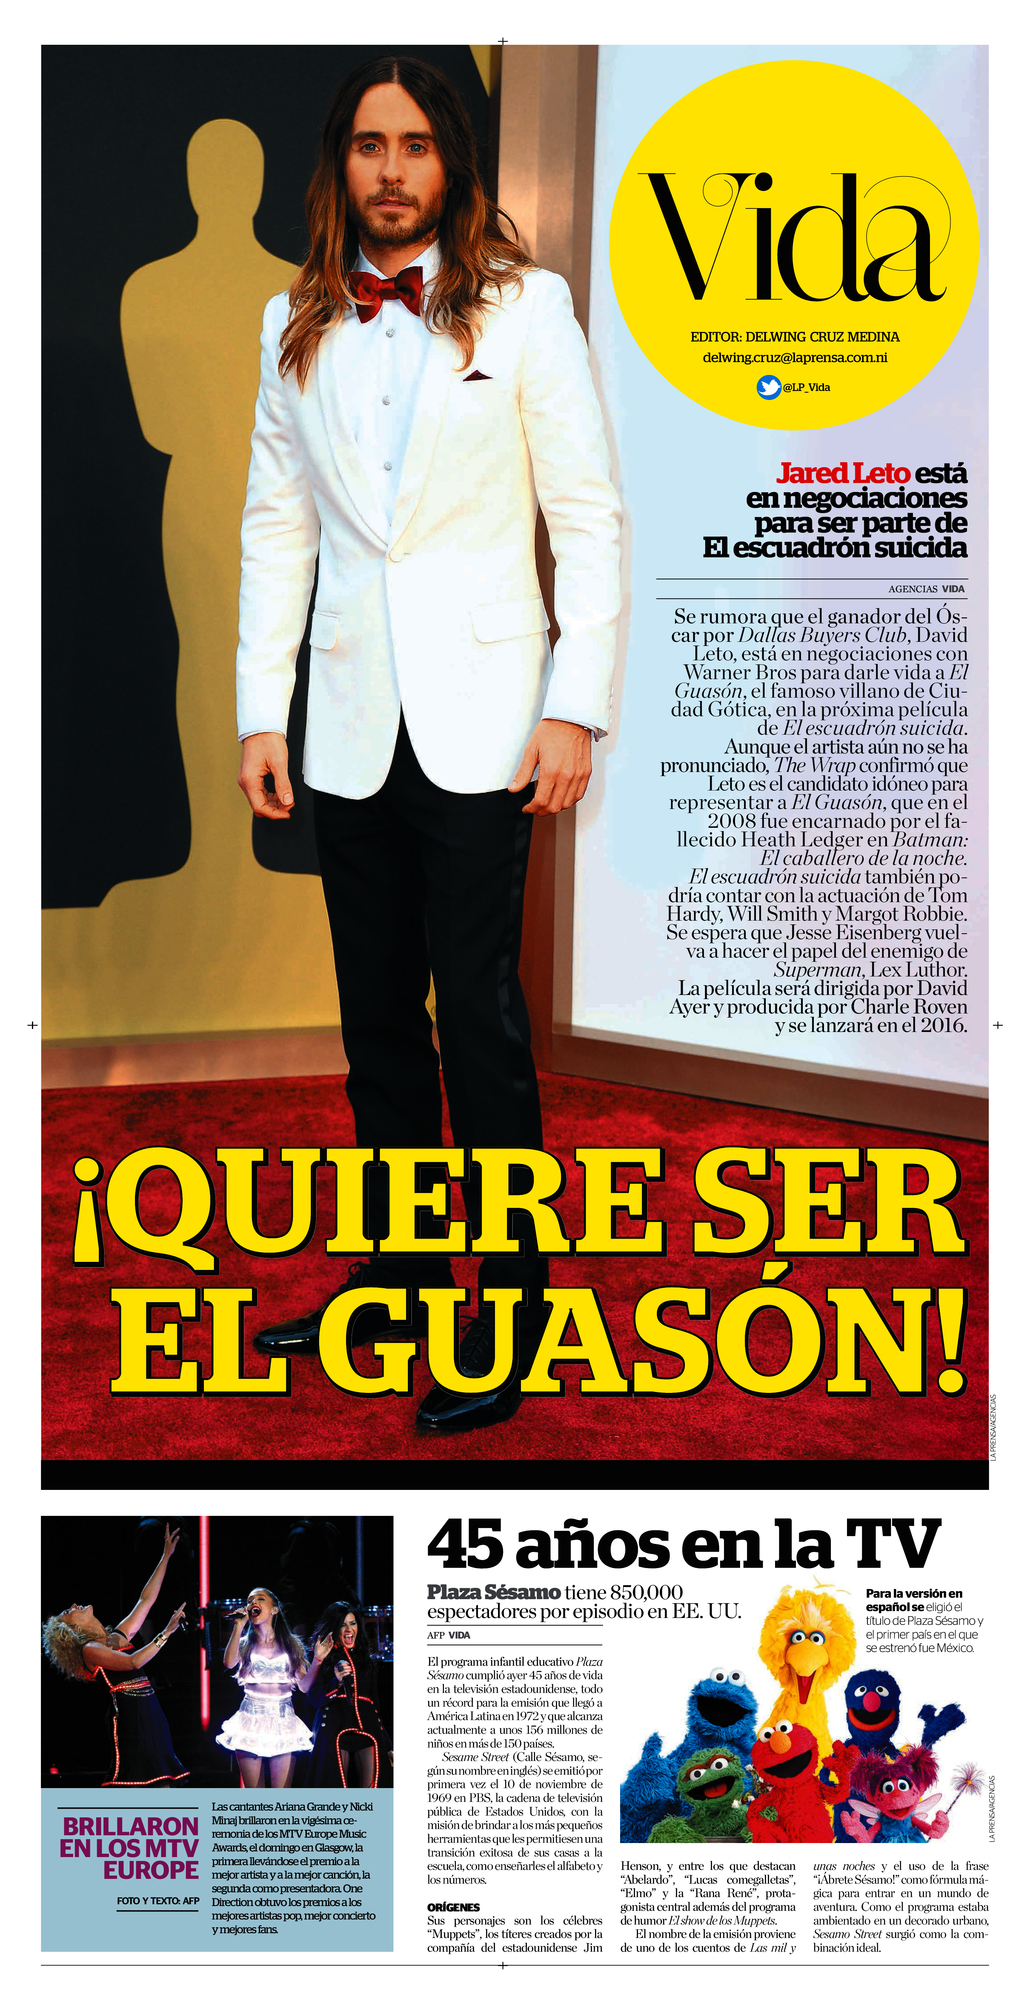 Vida
EDITOR: DELWING CRUZ MEDINA
delwing.cruz@laprensa.com.ni
@LP_Vida
Jared Leto está
en negociaciones
para ser parte de
El escuadrón suicida
AGENCIAS VIDA
Se rumora que el ganador del Ós-
car por Dallas Buyers Club, David
Leto, está en negociaciones con
Warner Bros para darle vida a El
Guasón, el famoso villano de Ciu-
dad Gótica, en la próxima película
de El escuadrón suicida.
Aunque el artista aún no se ha
pronunciado, The Wrap confirmó que
Leto es el candidato idóneo para
representar a El Guasón, que en el
2008 fue encarnado por el fa-
llecido Heath Ledger en Batman:
El caballero de la noche.
El escuadrón suicida también po-
dría contar con la actuación de Tom
Hardy, Will Smith y Margot Robbie.
Se espera que Jesse Eisenberg vuel-
va a hacer el papel del enemigo de
Superman, Lex Luthor.
La película será dirigida por David
Ayer y producida por Charle Roven
y se lanzará en el 2016.
¡QUIERE SER
EL GUASÓN!
LA PRENSA/AGENCIAS
BRILLARON
EN LOS MTV
EUROPE
FOTO Y TEXTO: AFP
Las cantantes Ariana Grande y Nicki
Minaj brillaron en la vigésima ce-
remonia de los MTV Europe Music
Awards, el domingo en Glasgow, la
primera llevándose el premio a la
mejor artista y a la mejor canción, la
segunda como presentadora. One
Direction obtuvo los premios a los
mejores artistas pop, mejor concierto
y mejores fans.
45 años en la TV
Plaza Sésamo tiene 850,000
espectadores por episodio en EE. UU.
AFP VIDA
El programa infantil educativo Plaza
Sésamo cumplió ayer 45 años de vida
en la televisión estadounidense, todo
un récord para la emisión que llegó a
América Latina en 1972 y que alcanza
actualmente a unos 156 millones de
niños en más de 150 países.
Sesame Street (Calle Sésamo, se-
gún su nombre en inglés) se emitió por
primera vez el 10 de noviembre de
1969 en PBS, la cadena de televisión
pública de Estados Unidos, con la
misión de brindar a los más pequeños
herramientas que les permitiesen una
transición exitosa de sus casas a la
escuela, como enseñarles el alfabeto y
los números.
ORÍGENES
Sus personajes son los célebres
“Muppets”, los títeres creados por la
compañía del estadounidense Jim
Henson, y entre los que destacan
“Abelardo”, “Lucas comegalletas”,
“Elmo” y la “Rana René”, prota-
gonista central además del programa
de humor El show de los Muppets.
El nombre de la emisión proviene
de uno de los cuentos de Las mil y
unas noches y el uso de la frase
“¡Ábrete Sésamo!” como fórmula má-
gica para entrar en un mundo de
aventura. Como el programa estaba
ambientado en un decorado urbano,
Sesamo Street surgió como la com-
binación ideal.
Para la versión en
español se eligió el
título de Plaza Sésamo y
el primer país en el que
se estrenó fue México.
LA PRENSA/AGENCIAS